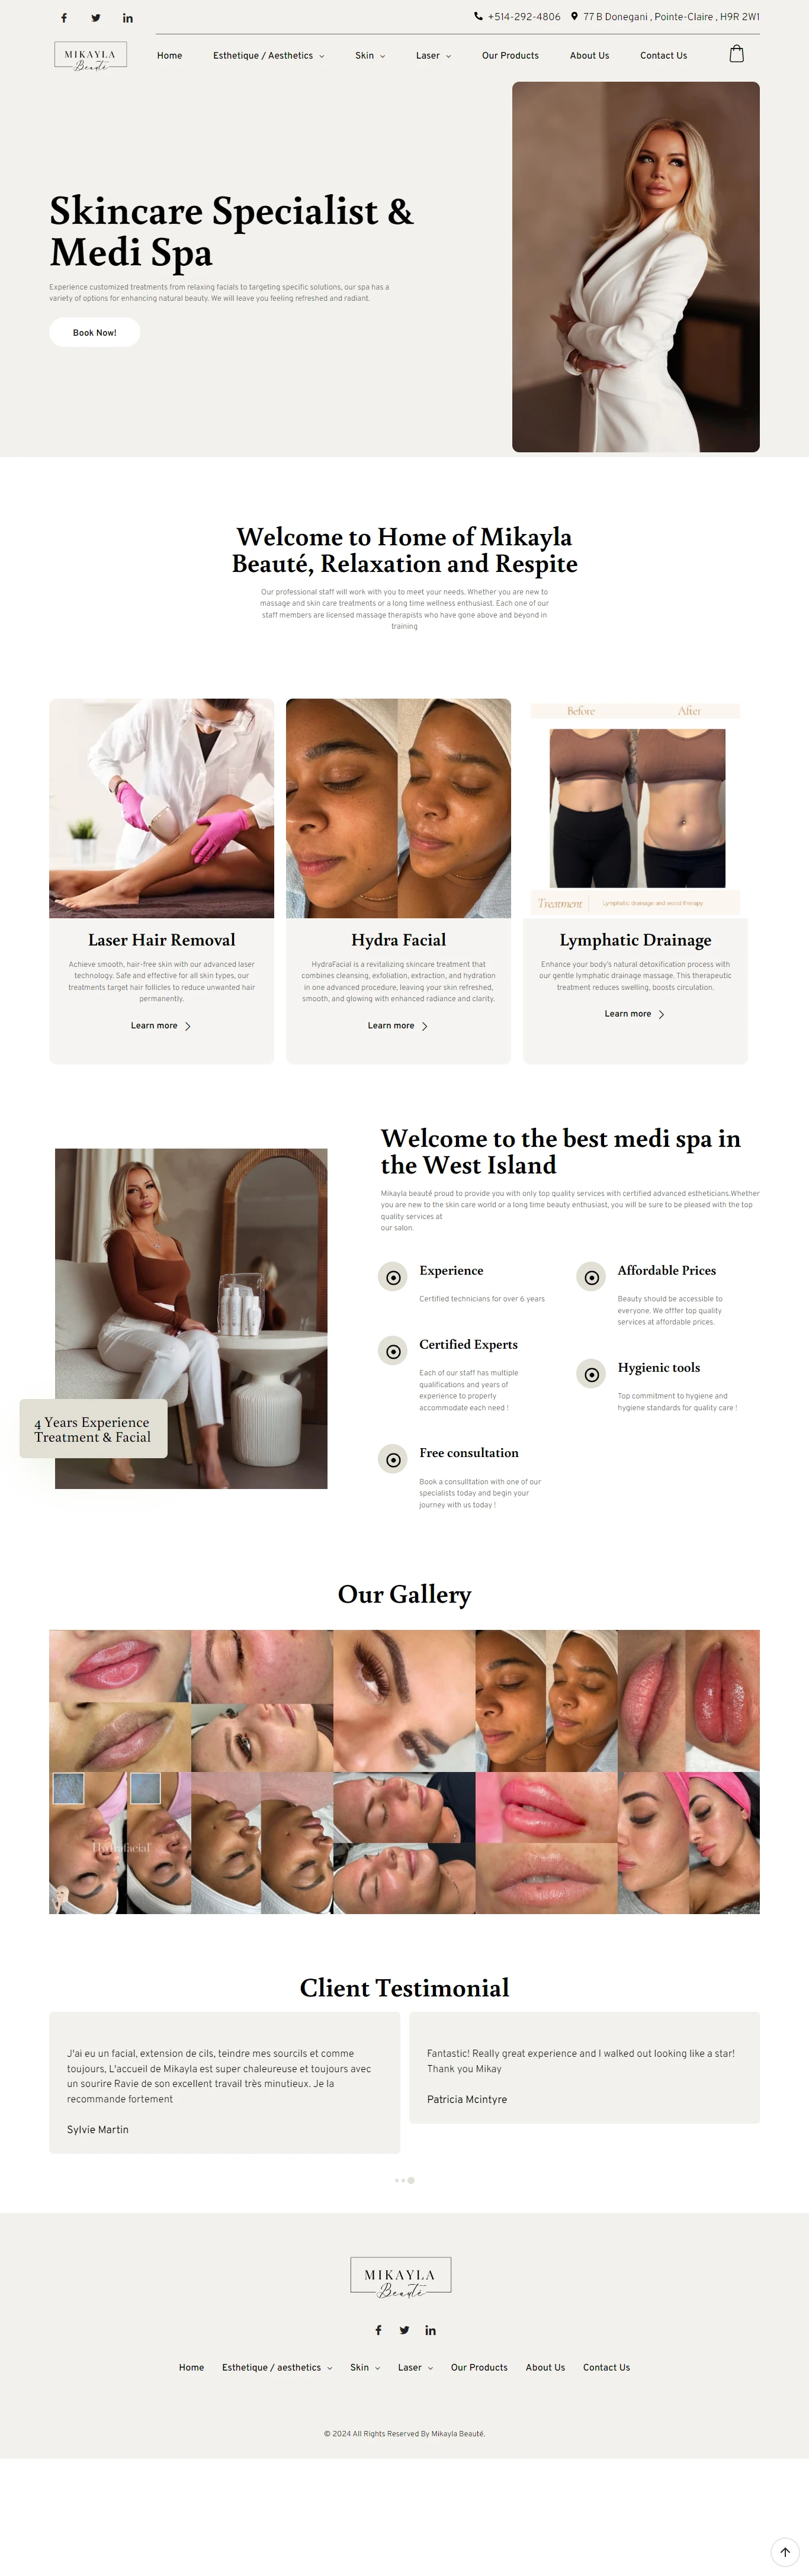 +514-292-4806 77 B Donegani , Pointe-Claire , H9R 2W1
MIKAYLA
Beauté
Home Esthetique / Aesthetics Skin Laser Our Products About Us Contact Us
Skincare Specialist &
Medi Spa
Experience customized treatments from relaxing facials to targeting specific solutions, our spa has a
variety of options for enhancing natural beauty. We will leave you feeling refreshed and radiant.
Book Now!
Welcome to Home of Mikayla
Beauté, Relaxation and Respite
Our professional staff will work with you to meet your needs. Whether you are new to
massage and skin care treatments or a long time wellness enthusiast. Each one of our
staff members are licensed massage therapists who have gone above and beyond in
training
Before After
Treatment Lymphatic drainage and wood therapy
Laser Hair Removal
Achieve smooth, hair-free skin with our advanced laser
technology. Safe and effective for all skin types, our
treatments target hair follicles to reduce unwanted hair
permanently.
Learn more
Hydra Facial
HydraFacial is a revitalizing skincare treatment that
combines cleansing, exfoliation, extraction, and hydration
in one advanced procedure, leaving your skin refreshed,
smooth, and glowing with enhanced radiance and clarity.
Learn more
Lymphatic Drainage
Enhance your body's natural detoxification process with
our gentle lymphatic drainage massage. This therapeutic
treatment reduces swelling, boosts circulation.
Learn more
Welcome to the best medi spa in
the West Island
Mikayla beauté proud to provide you with only top quality services with certified advanced estheticians.Whether
you are new to the skin care world or a long time beauty enthusiast, you will be sure to be pleased with the top
quality services at
our salon.
4 Years Experience
Treatment & Facial
Experience
Certified technicians for over 6 years
Certified Experts
Each of our staff has multiple
qualifications and years of
experience to properly
accommodate each need !
Free consultation
Book a consulltation with one of our
specialists today and begin your
journey with us today !
Affordable Prices
Beauty should be accessible to
everyone. We offfer top quality
services at affordable prices.
Hygienic tools
Top commitment to hygiene and
hygiene standards for quality care !
Our Gallery
Hydrafacial
Client Testimonial
J'ai eu un facial, extension de cils, teindre mes sourcils et comme
toujours, L'accueil de Mikayla est super chaleureuse et toujours avec
un sourire Ravie de son excellent travail très minutieux. Je la
recommande fortement
Sylvie Martin
Fantastic! Really great experience and I walked out looking like a star!
Thank you Mikay
Patricia Mcintyre
MIKAYLA
Beauté
Home Esthetique / aesthetics Skin Laser Our Products About Us Contact Us
© 2024 All Rights Reserved By Mikayla Beauté.